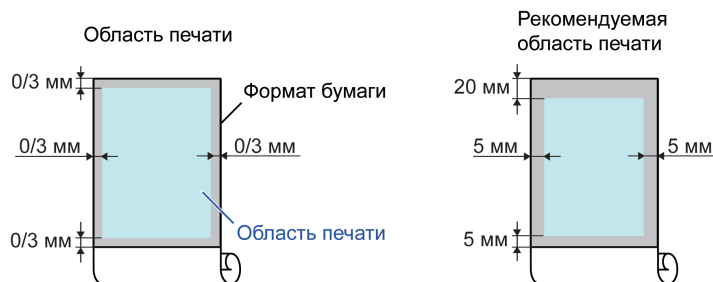 Область печати
0/3 мм
Формат бумаги
0/3 мм
0/3 мм
Область печати
0/3 мм
Рекомендуемая
область печати
20 мм
5 мм
5 мм
5 мм